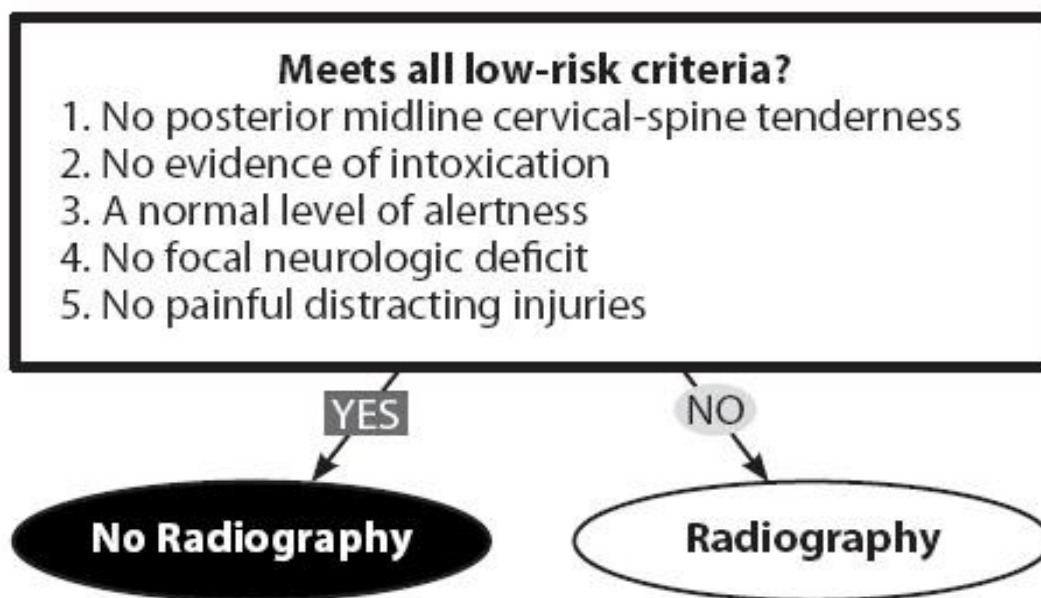 Meets all low-risk criteria?
1. No posterior midline cervical-spine tenderness
2. No evidence of intoxication
3. A normal level of alertness
4. No focal neurologic deficit
5. No painful distracting injuries
YES
NO
No Radiography
Radiography